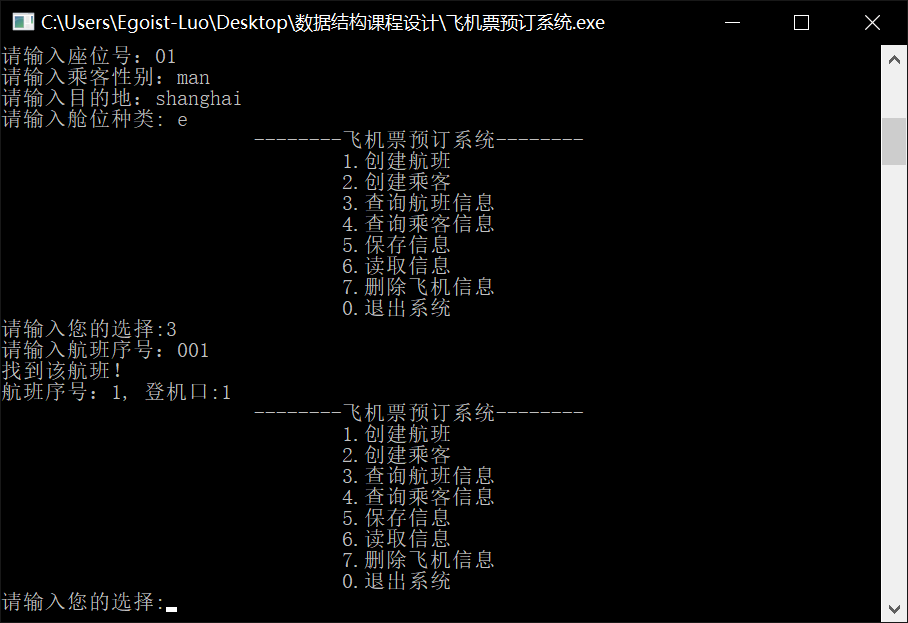 C:\Users\Egoist-Luo\Desktop\数据结构课程设计\飞机票预订系统.exe
请输入座位号: 01
请输入乘客性别: man
请输入目的地: shanghai
请输入舱位种类: e
--------飞机票预订系统--------
1.创建航班
2.创建乘客
3.查询航班信息
4.查询乘客信息
5.保存信息
6.读取信息
7.删除飞机信息
0.退出系统
请输入您的选择:3
请输入航班序号: 001
找到该航班!
航班序号: 1, 登机口:1
--------飞机票预订系统--------
1.创建航班
2.创建乘客
3.查询航班信息
4.查询乘客信息
5.保存信息
6.读取信息
7.删除飞机信息
0.退出系统
请输入您的选择: